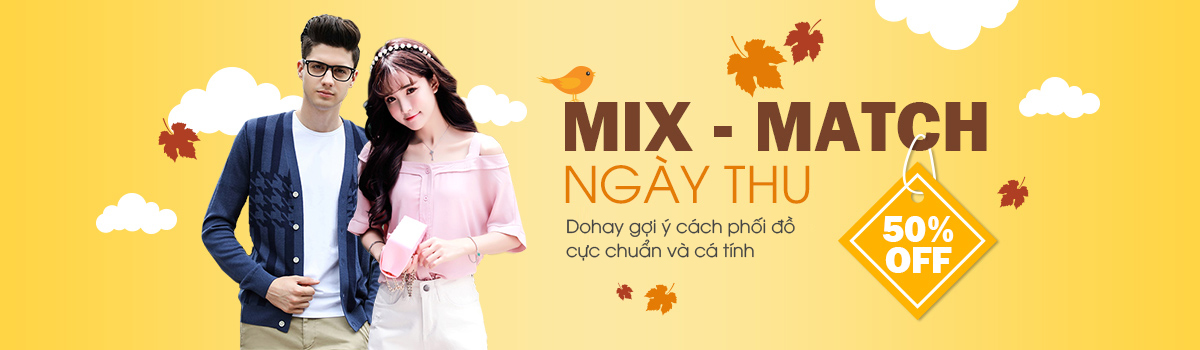 MIX - MATCH
NGÀY THU
Dohay gợi ý cách phối đồ
cực chuẩn và cá tính
50%
OFF